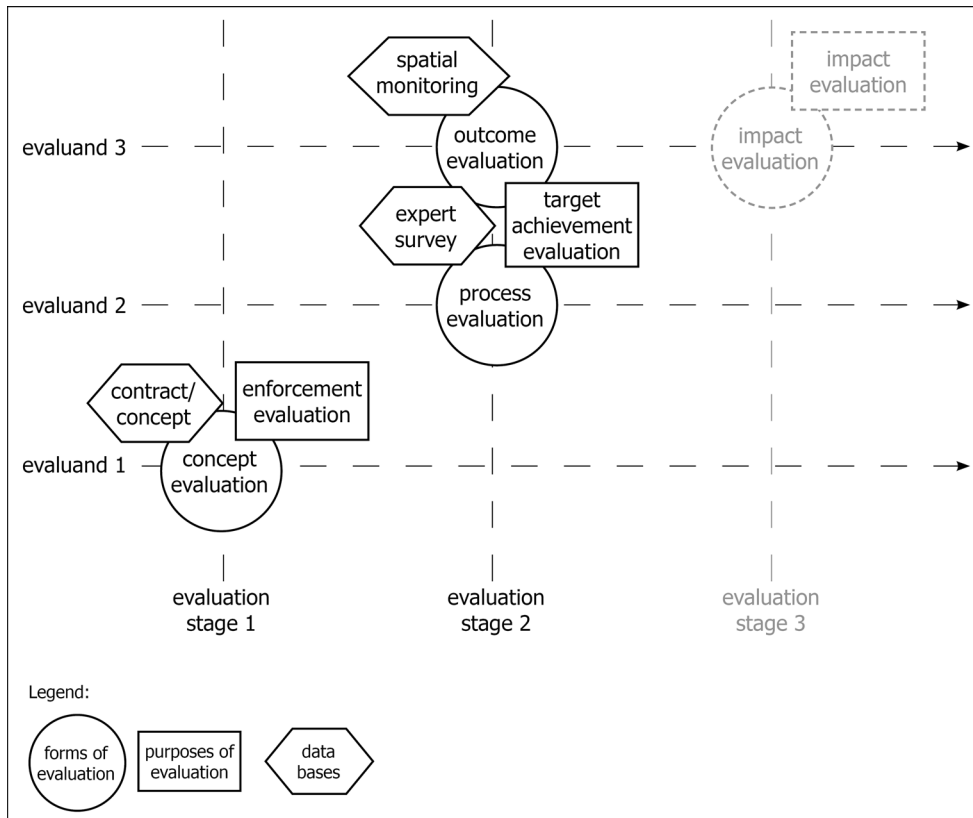 spatial
monitoring
impact
evaluation
evaluand 3
outcome
evaluation
impact
evaluation
expert
survey
target
achievement
evaluation
evaluand 2
process
evaluation
contract/
concept
enforcement
evaluation
evaluand 1
concept
evaluation
evaluation
stage 1
evaluation
stage 2
evaluation
stage 3
Legend:
forms of
evaluation
purposes of
evaluation
data
bases